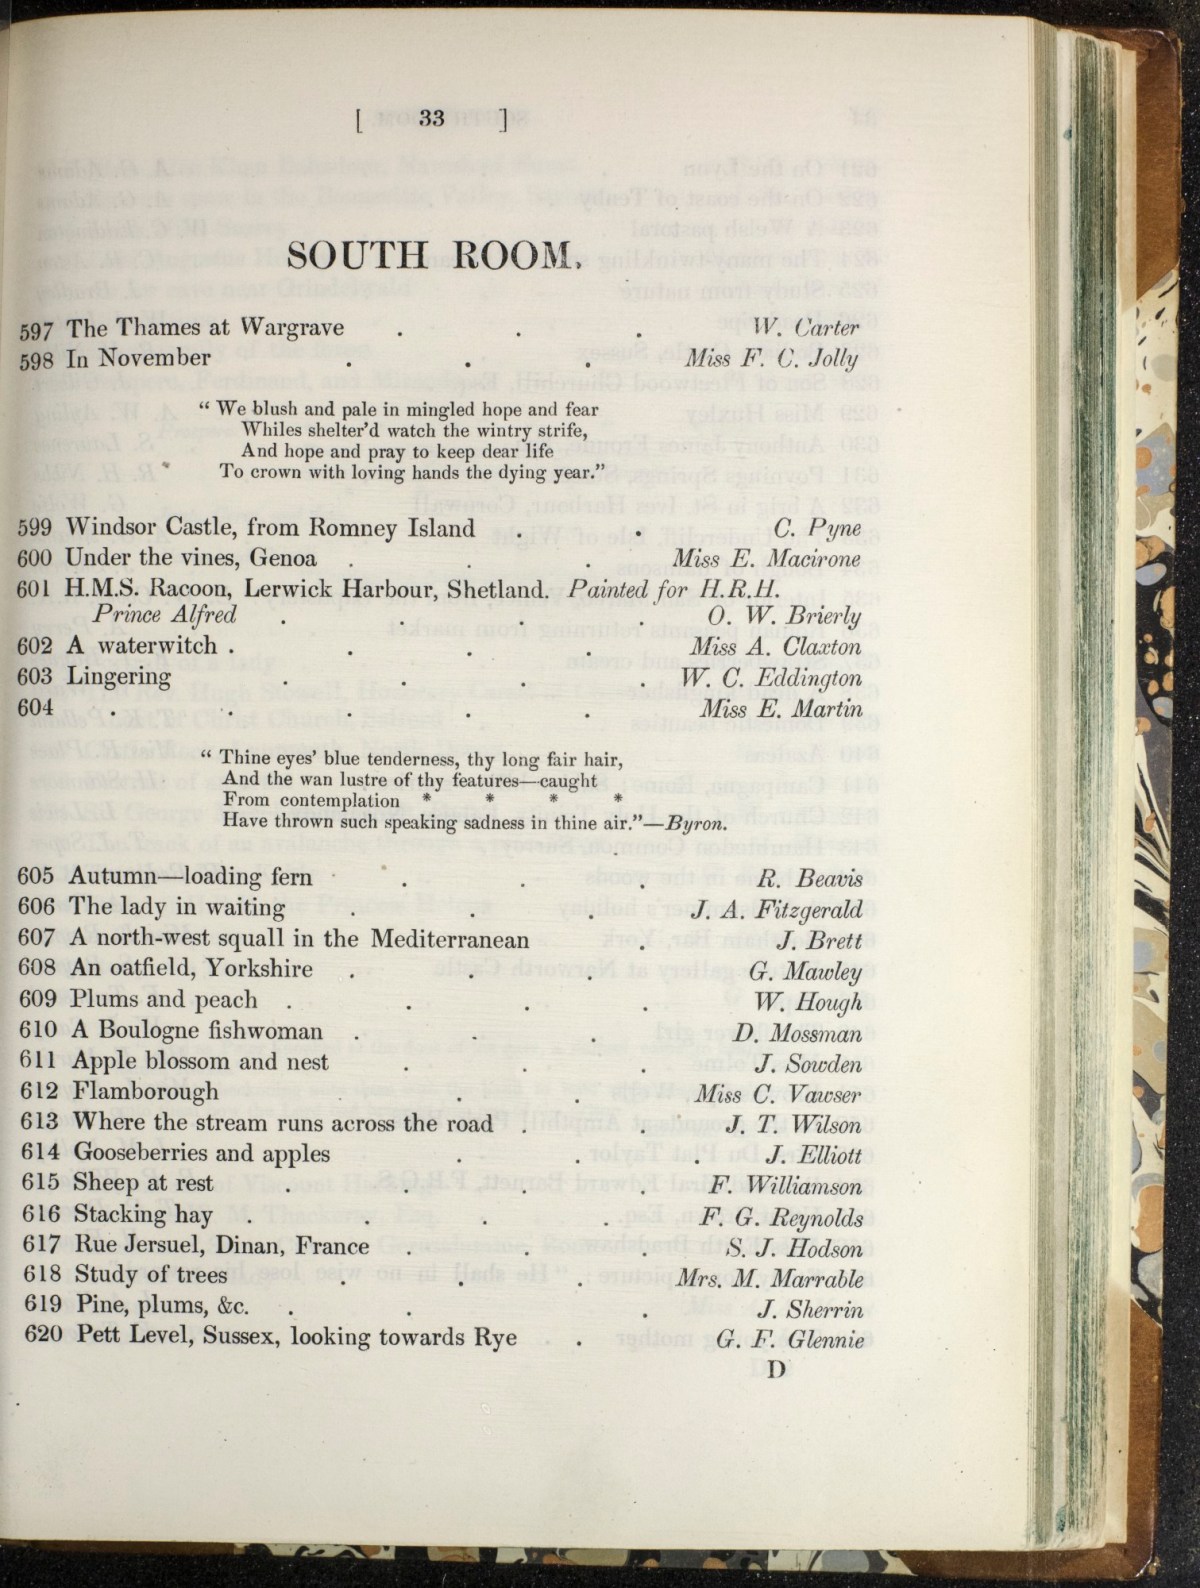 [ 33 ]
SOUTH ROOM.
597 The Thames at Wargrave . . . W. Carter
598 In November . . . Miss F. C. Jolly
“ We blush and pale in mingled hope and fear
Whiles shelter’d watch the wintry strife,
And hope and pray to keep dear life
To crown with loving hands the dying year.”
599 Windsor Castle, from Romney Island . . C. Pyne
600 Under the vines, Genoa . . . Miss E. Macirone
601 H.M.S. Racoon, Lerwick Harbour, Shetland. Painted for H.R.H.
Prince Alfred . . . . O. W. Brierly
602 A waterwitch . . . . Miss A. Claxton
603 Lingering . . . . W. C. Eddington
604 . . . . . Miss E. Martin
“ Thine eyes’ blue tenderness, thy long fair hair,
And the wan lustre of thy features—caught
From contemplation * * * *
Have thrown such speaking sadness in thine air.”—Byron.
605 Autumn—loading fern . . . R. Beavis
606 The lady in waiting . . . J. A. Fitzgerald
607 A north-west squall in the Mediterranean . J. Brett
608 An oatfield, Yorkshire . . . G. Mawley
609 Plums and peach . . . . W. Hough
610 A Boulogne fishwoman . . . D. Mossman
611 Apple blossom and nest . . . J. Sowden
612 Flamborough . . . Miss C. Vawser
613 Where the stream runs across the road . . J. T. Wilson
614 Gooseberries and apples . . . J. Elliott
615 Sheep at rest . . . . F. Williamson
616 Stacking hay . . . . F. G. Reynolds
617 Rue Jersuel, Dinan, France . . . S. J. Hodson
618 Study of trees . . . Mrs. M. Marrable
619 Pine, plums, &c. . . . J. Sherrin
620 Pett Level, Sussex, looking towards Rye . G. F. Glennie
D